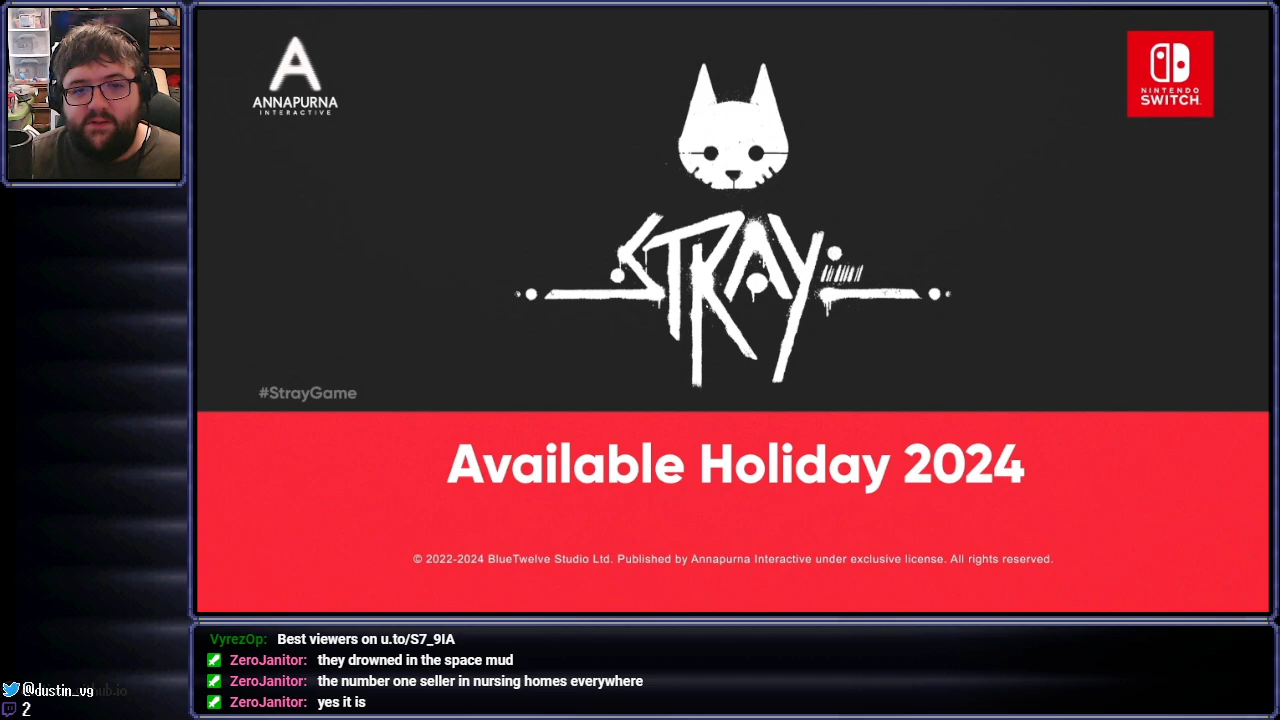 ANNAPURNA
INTERACTIVE
NINTENDO
SWITCH
STRAY
#StrayGame
Available Holiday 2024
© 2022-2024 BlueTwelve Studio Ltd. Published by Annapurna Interactive under exclusive license. All rights reserved.
VyrezOp: Best viewers on u.to/S7_9IA
ZeroJanitor: they drowned in the space mud
ZeroJanitor: the number one seller in nursing homes everywhere
ZeroJanitor: yes it is
@dustin_vg
2